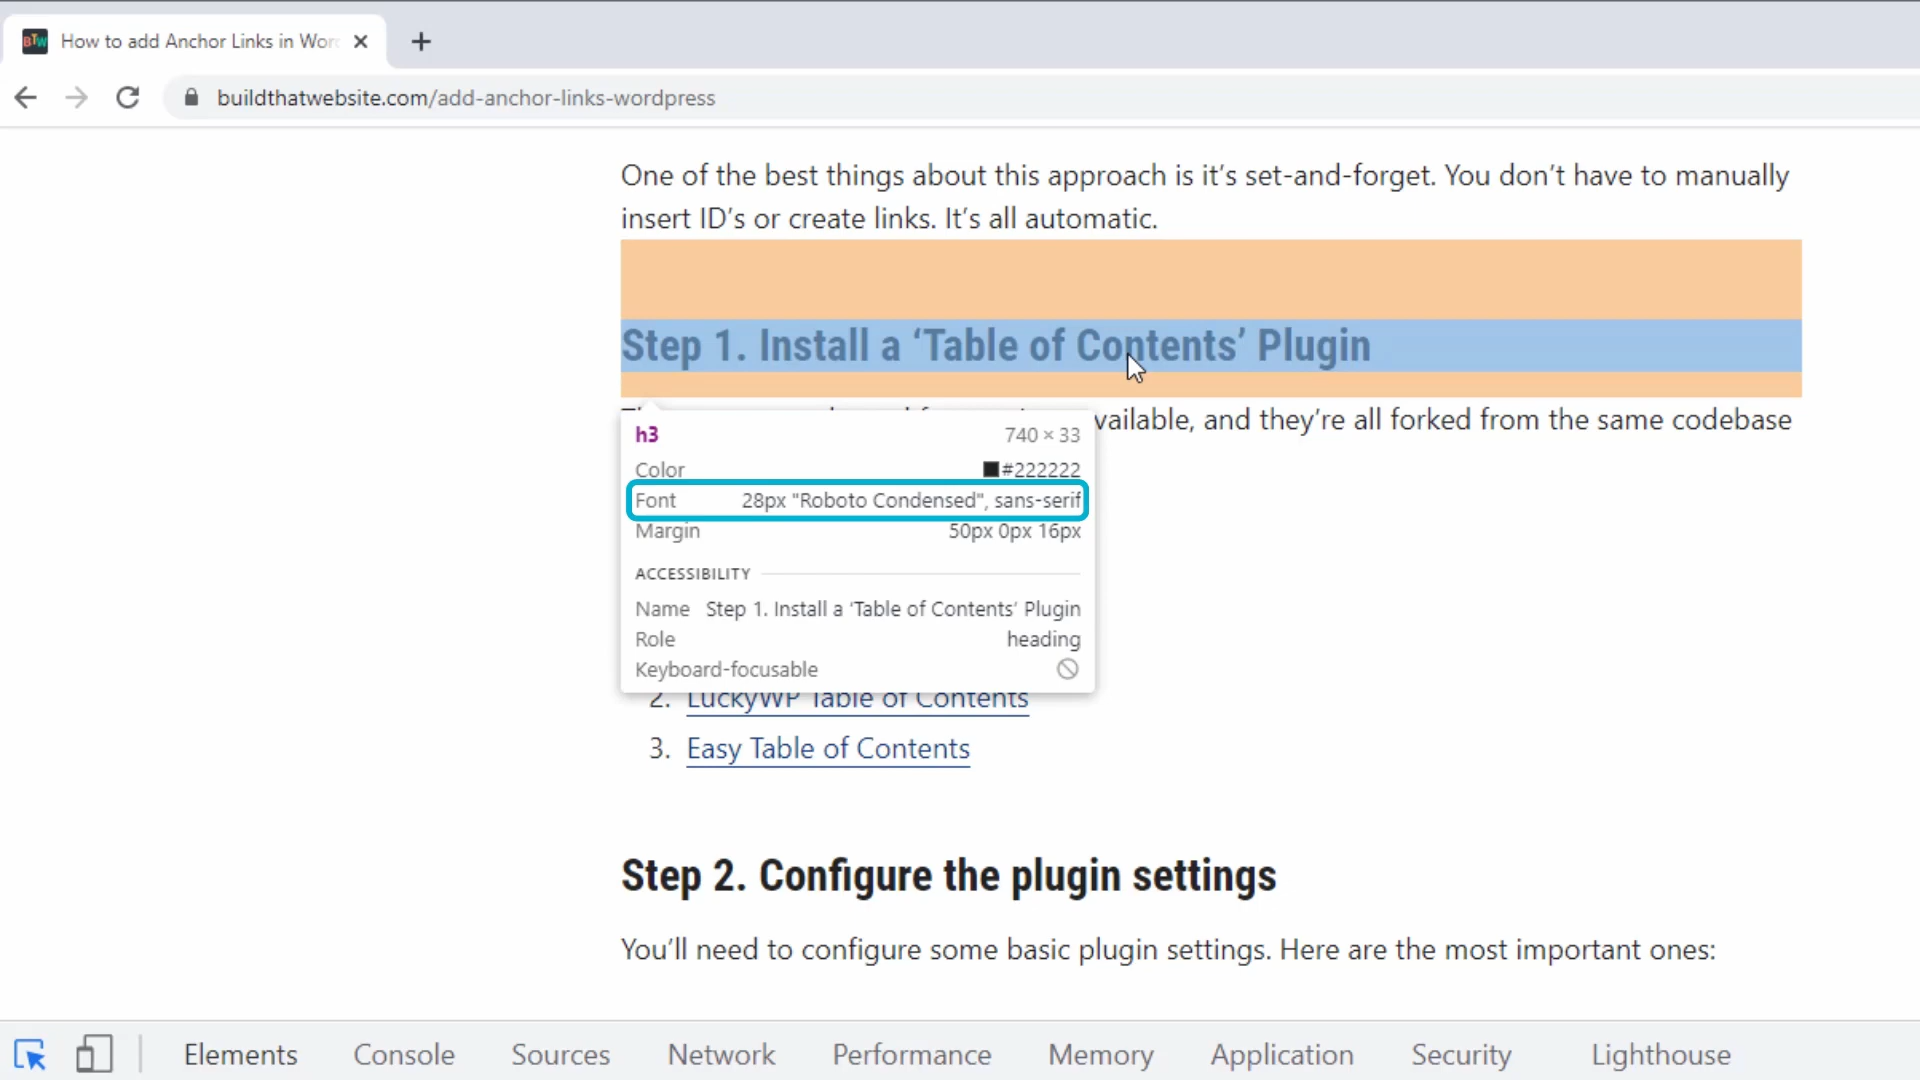 BTW How to add Anchor Links in Wor
buildthatwebsite.com/add-anchor-links-wordpress
One of the best things about this approach is it’s set-and-forget. You don’t have to manually
insert ID’s or create links. It’s all automatic.
Step 1. Install a ‘Table of Contents’ Plugin
vailable, and they’re all forked from the same codebase
h3 740 × 33
Color #222222
Font 28px "Roboto Condensed", sans-serif
Margin 50px 0px 16px
ACCESSIBILITY
Name Step 1. Install a ‘Table of Contents’ Plugin
Role heading
Keyboard-focusable
2. LuckyWP Table of Contents
3. Easy Table of Contents
Step 2. Configure the plugin settings
You’ll need to configure some basic plugin settings. Here are the most important ones:
Elements Console Sources Network Performance Memory Application Security Lighthouse